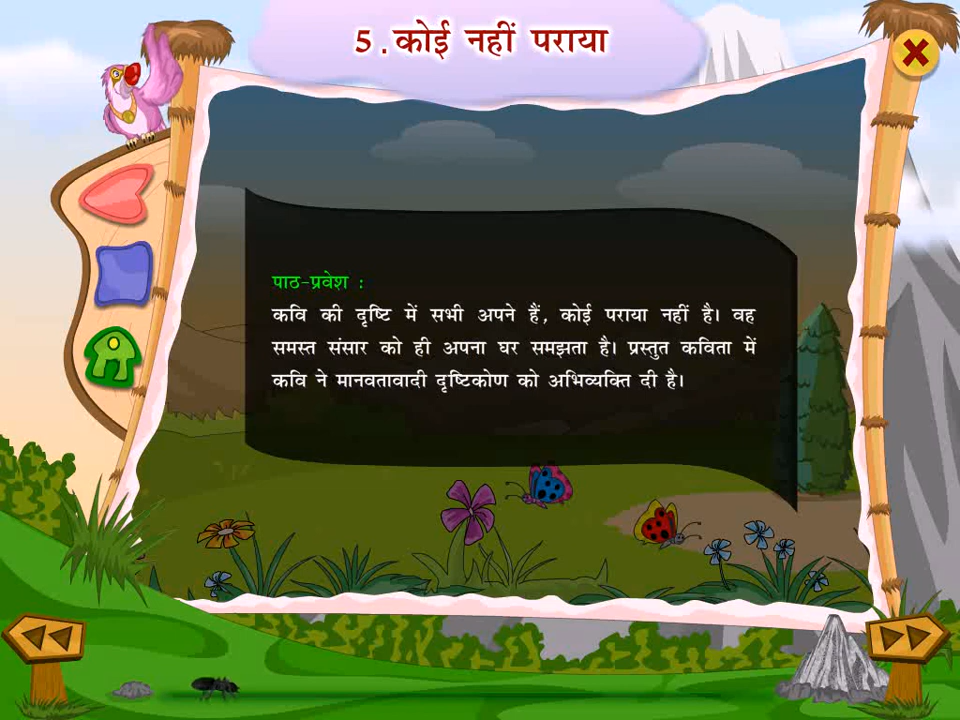 5.कोई नहीं पराया
पाठ-प्रवेश :
कवि की दृष्टि में सभी अपने हैं, कोई पराया नहीं है। वह
समस्त संसार को ही अपना घर समझता है। प्रस्तुत कविता में
कवि ने मानवतावादी दृष्टिकोण को अभिव्यक्ति दी है।